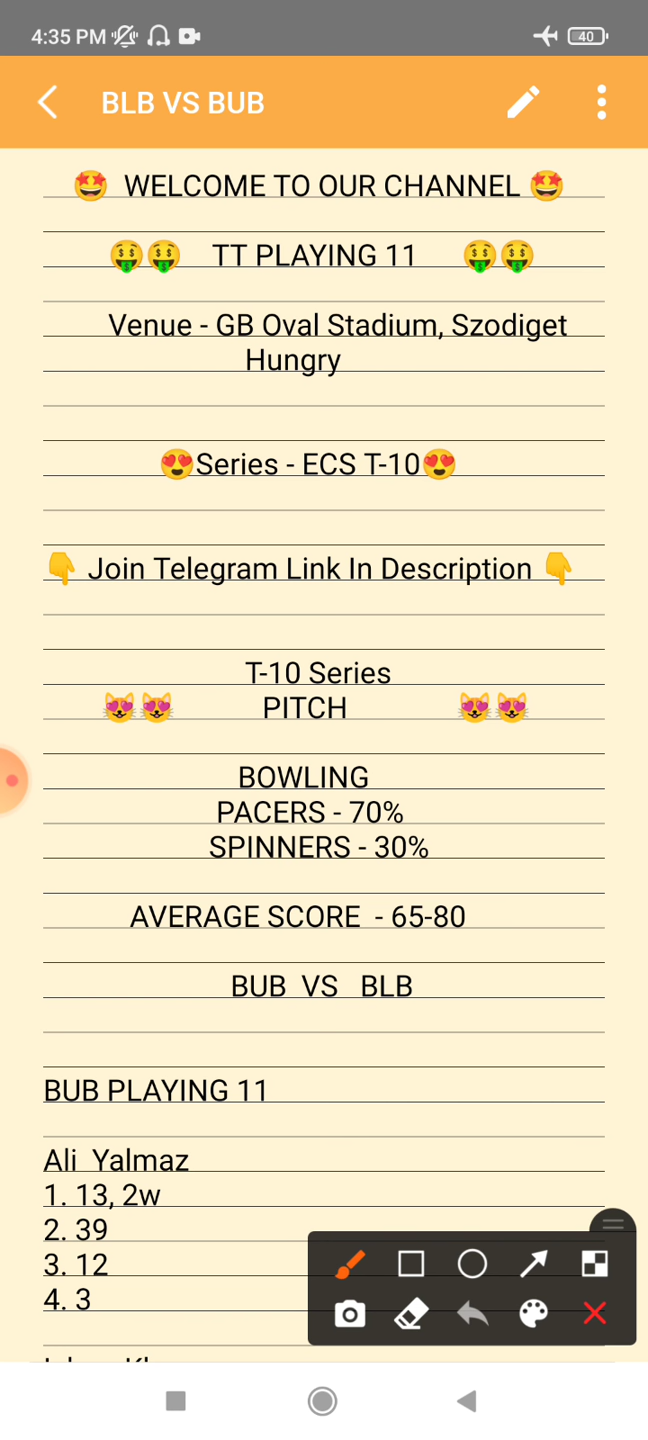 4:35 PM
40
BLB VS BUB
🤩 WELCOME TO OUR CHANNEL 🤩
🤑🤑 TT PLAYING 11 🤑🤑
Venue - GB Oval Stadium, Szodiget
Hungry
😍Series - ECS T-10😍
👇 Join Telegram Link In Description 👇
T-10 Series
😻😻 PITCH 😻😻
BOWLING
PACERS - 70%
SPINNERS - 30%
AVERAGE SCORE - 65-80
BUB VS BLB
BUB PLAYING 11
Ali Yalmaz
1. 13, 2w
2. 39
3. 12
4. 3